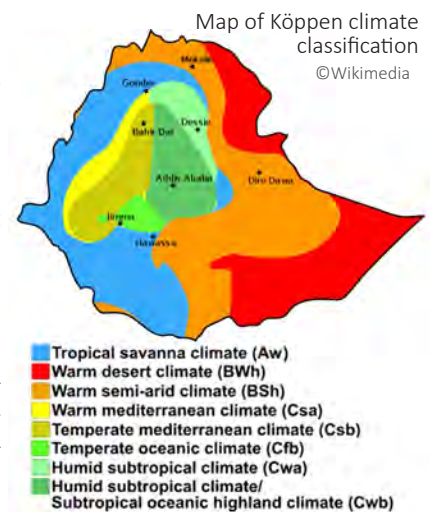 Map of Köppen climate
classification
©Wikimedia
Mekele
Gonder
Bahir Dar
Dessie
Addis Ababa
Dire Dawa
Jimma
Hawassa
Tropical savanna climate (Aw)
Warm desert climate (BWh)
Warm semi-arid climate (BSh)
Warm mediterranean climate (Csa)
Temperate mediterranean climate (Csb)
Temperate oceanic climate (Cfb)
Humid subtropical climate (Cwa)
Humid subtropical climate/
Subtropical oceanic highland climate (Cwb)